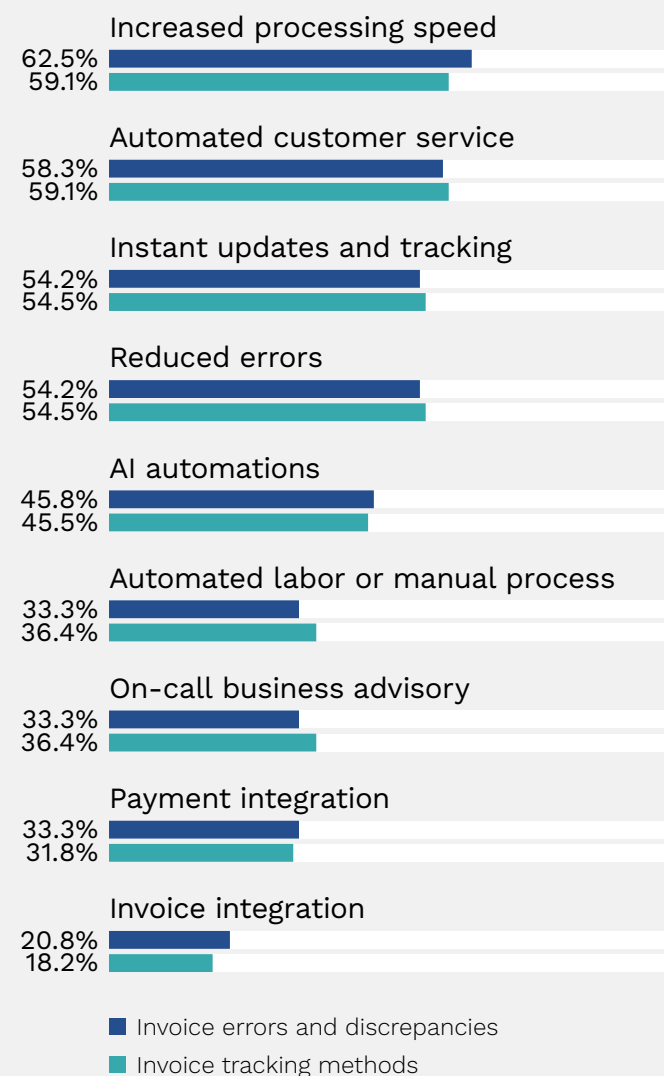 Increased processing speed
62.5%
59.1%
Automated customer service
58.3%
59.1%
Instant updates and tracking
54.2%
54.5%
Reduced errors
54.2%
54.5%
AI automations
45.8%
45.5%
Automated labor or manual process
33.3%
36.4%
On-call business advisory
33.3%
36.4%
Payment integration
33.3%
31.8%
Invoice integration
20.8%
18.2%
Invoice errors and discrepancies
Invoice tracking methods